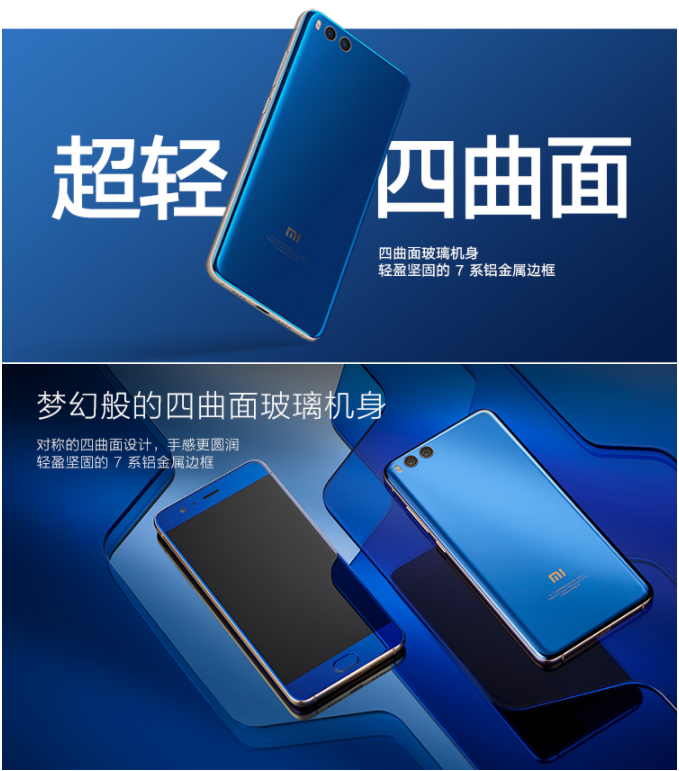 超轻 四曲面
四曲面玻璃机身
轻盈坚固的 7 系铝金属边框
梦幻般的四曲面玻璃机身
对称的四曲面设计,手感更圆润
轻盈坚固的 7 系铝金属边框